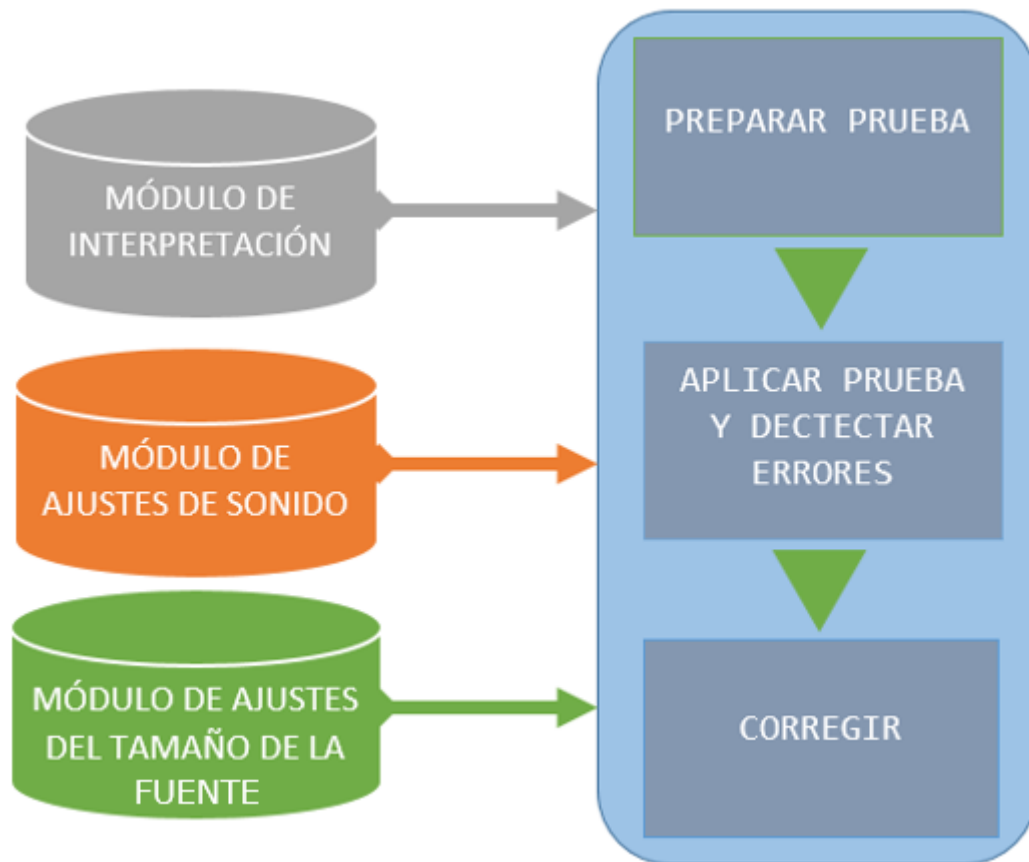 MÓDULO DE
INTERPRETACIÓN
MÓDULO DE
AJUSTES DE SONIDO
MÓDULO DE AJUSTES
DEL TAMAÑO DE LA
FUENTE
PREPARAR PRUEBA
APLICAR PRUEBA
Y DECTECTAR
ERRORES
CORREGIR